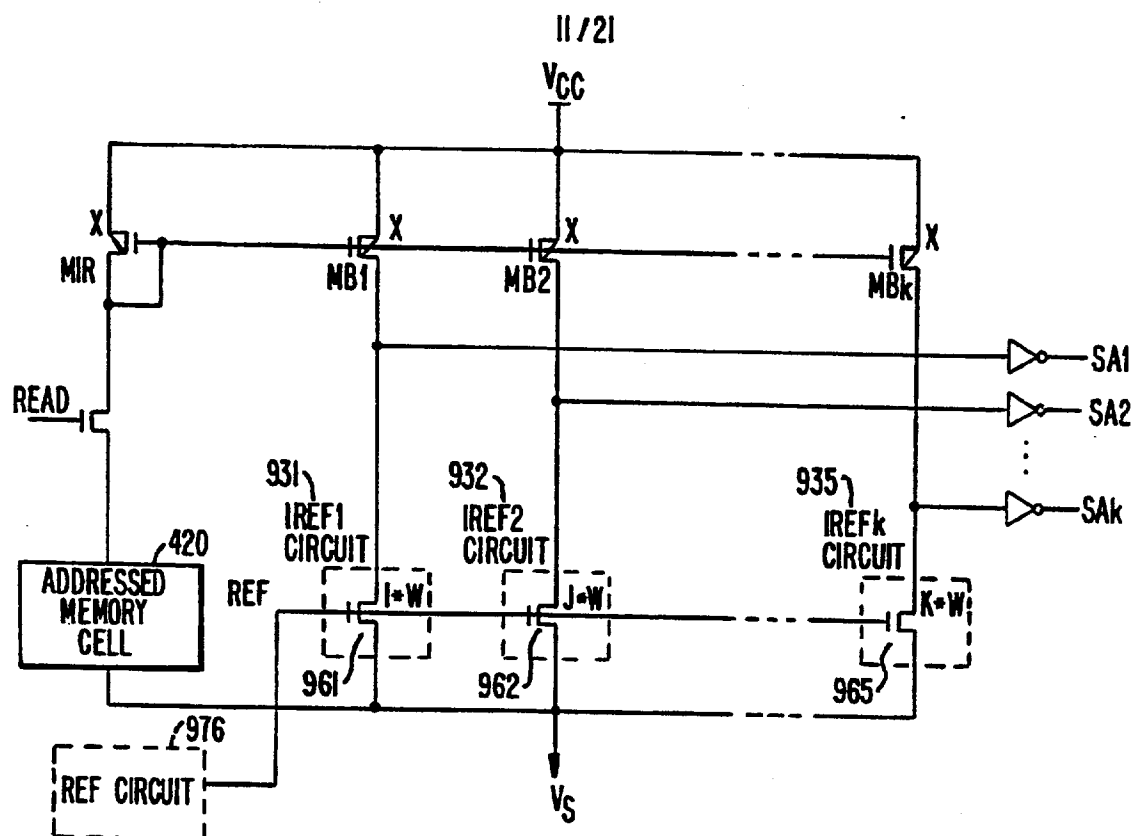 11/21
VCC
X X X X
MIR MB1 MB2 MBk
SA1
READ
SA2
931 932 935
IREF1 CIRCUIT
IREF2 CIRCUIT
IREFk CIRCUIT
SAk
420
ADDRESSED
MEMORY
CELL
REF
I*W J*W K*W
961 962 965
976
REF CIRCUIT
VS